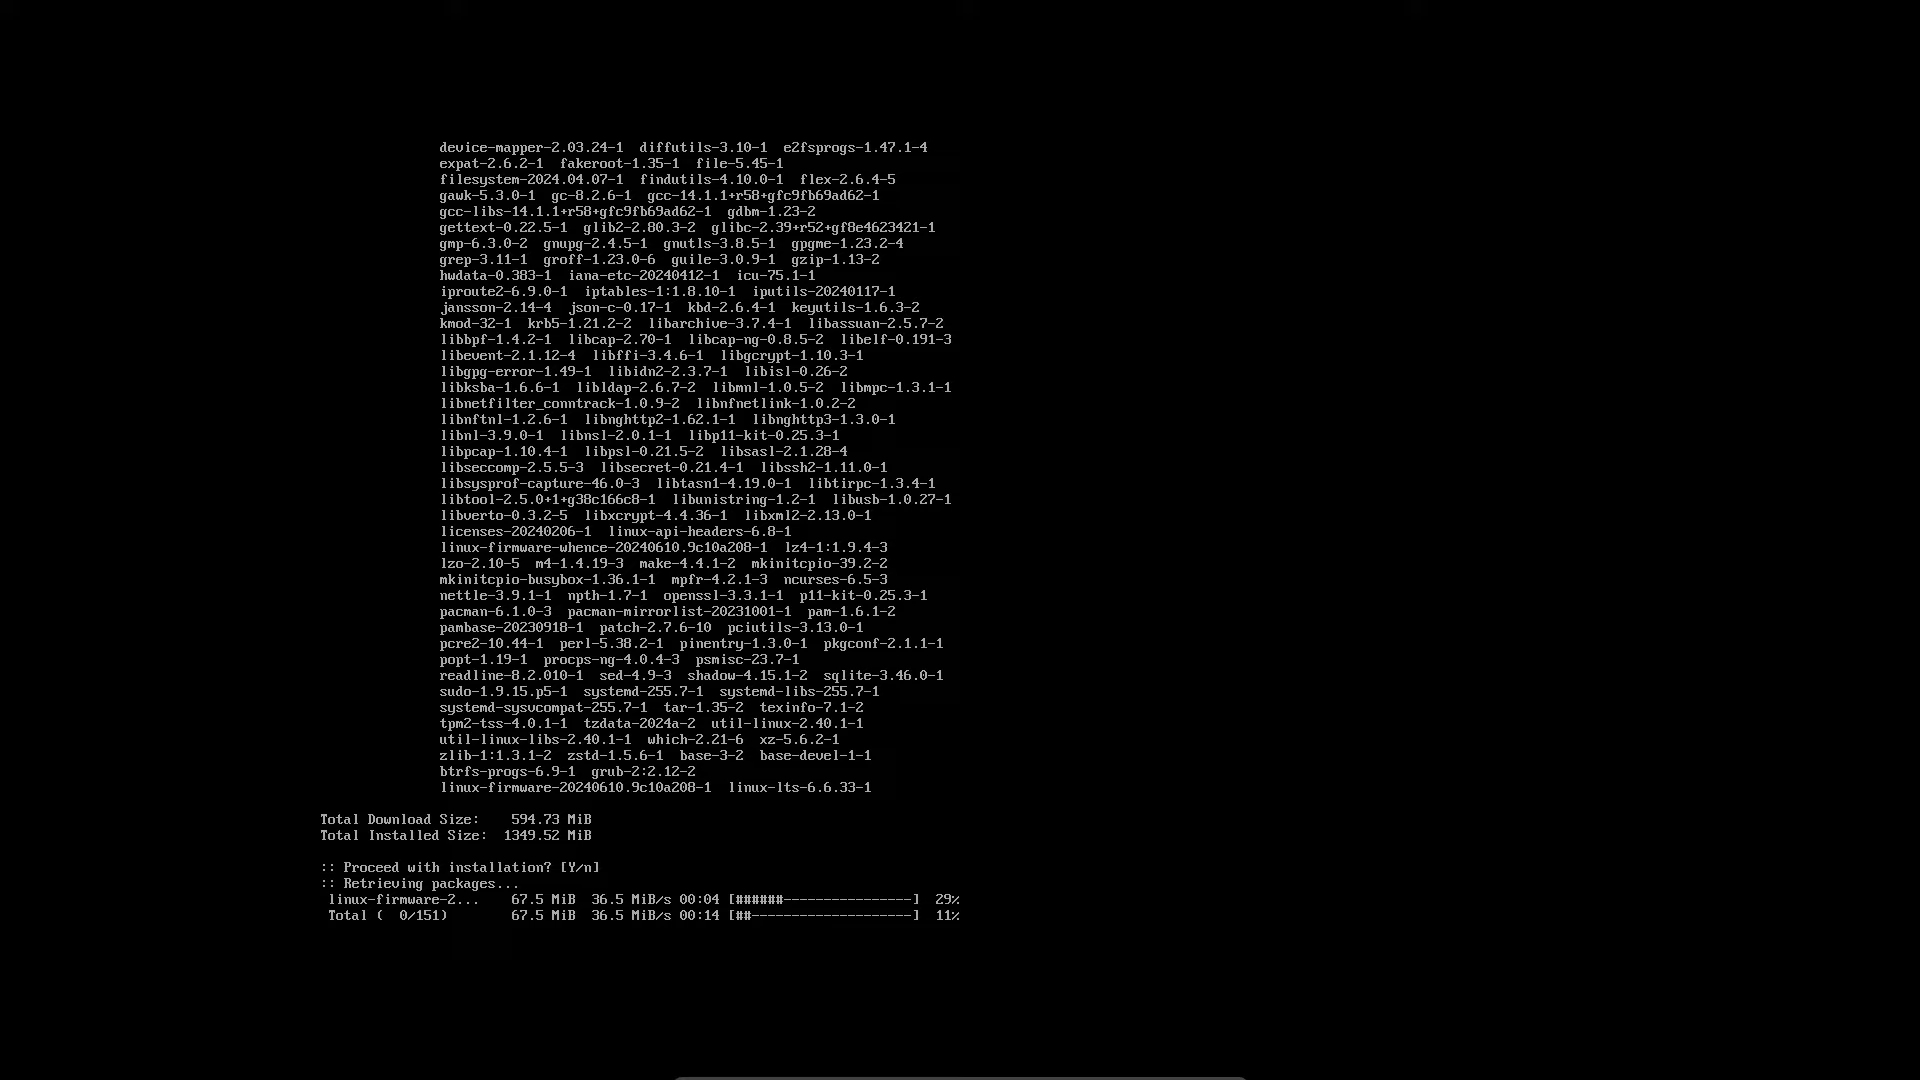 device-mapper-2.03.24-1  diffutils-3.10-1  e2fsprogs-1.47.1-4
expat-2.6.2-1  fakeroot-1.35-1  file-5.45-1
filesystem-2024.04.07-1  findutils-4.10.0-1  flex-2.6.4-5
gawk-5.3.0-1  gc-8.2.6-1  gcc-14.1.1+r58+gfc9fb69ad62-1
gcc-libs-14.1.1+r58+gfc9fb69ad62-1  gdbm-1.23-2
gettext-0.22.5-1  glib2-2.80.3-2  glibc-2.39+r52+gf8e4623421-1
gmp-6.3.0-2  gnupg-2.4.5-1  gnutls-3.8.5-1  gpgme-1.23.2-4
grep-3.11-1  groff-1.23.0-6  guile-3.0.9-1  gzip-1.13-2
hwdata-0.383-1  iana-etc-20240412-1  icu-75.1-1
iproute2-6.9.0-1  iptables-1:1.8.10-1  iputils-20240117-1
jansson-2.14-4  json-c-0.17-1  kbd-2.6.4-1  keyutils-1.6.3-2
kmod-32-1  krb5-1.21.2-2  libarchive-3.7.4-1  libassuan-2.5.7-2
libbpf-1.4.2-1  libcap-2.70-1  libcap-ng-0.8.5-2  libelf-0.191-3
libevent-2.1.12-4  libffi-3.4.6-1  libgcrypt-1.10.3-1
libgpg-error-1.49-1  libidn2-2.3.7-1  libisl-0.26-2
libksba-1.6.6-1  libldap-2.6.7-2  libmnl-1.0.5-2  libmpc-1.3.1-1
libnetfilter_conntrack-1.0.9-2  libnfnetlink-1.0.2-2
libnftnl-1.2.6-1  libnghttp2-1.62.1-1  libnghttp3-1.3.0-1
libnl-3.9.0-1  libnsl-2.0.1-1  libp11-kit-0.25.3-1
libpcap-1.10.4-1  libpsl-0.21.5-2  libsasl-2.1.28-4
libseccomp-2.5.5-3  libsecret-0.21.4-1  libssh2-1.11.0-1
libsysprof-capture-46.0-3  libtasn1-4.19.0-1  libtirpc-1.3.4-1
libtool-2.5.0+1+g38c166c8-1  libunistring-1.2-1  libusb-1.0.27-1
libverto-0.3.2-5  libxcrypt-4.4.36-1  libxml2-2.13.0-1
licenses-20240206-1  linux-api-headers-6.8-1
linux-firmware-whence-20240610.9c10a208-1  lz4-1:1.9.4-3
lzo-2.10-5  m4-1.4.19-3  make-4.4.1-2  mkinitcpio-39.2-2
mkinitcpio-busybox-1.36.1-1  mpfr-4.2.1-3  ncurses-6.5-3
nettle-3.9.1-1  npth-1.7-1  openssl-3.3.1-1  p11-kit-0.25.3-1
pacman-6.1.0-3  pacman-mirrorlist-20231001-1  pam-1.6.1-2
pambase-20230918-1  patch-2.7.6-10  pciutils-3.13.0-1
pcre2-10.44-1  perl-5.38.2-1  pinentry-1.3.0-1  pkgconf-2.1.1-1
popt-1.19-1  procps-ng-4.0.4-3  psmisc-23.7-1
readline-8.2.010-1  sed-4.9-3  shadow-4.15.1-2  sqlite-3.46.0-1
sudo-1.9.15.p5-1  systemd-255.7-1  systemd-libs-255.7-1
systemd-sysvcompat-255.7-1  tar-1.35-2  texinfo-7.1-2
tpm2-tss-4.0.1-1  tzdata-2024a-2  util-linux-2.40.1-1
util-linux-libs-2.40.1-1  which-2.21-6  xz-5.6.2-1
zlib-1:1.3.1-2  zstd-1.5.6-1  base-3-2  base-devel-1-1
btrfs-progs-6.9-1  grub-2:2.12-2
linux-firmware-20240610.9c10a208-1  linux-lts-6.6.33-1
Total Download Size:    594.73 MiB
Total Installed Size:  1349.52 MiB
:: Proceed with installation? [Y/n]
:: Retrieving packages...
linux-firmware-2...    67.5 MiB  36.5 MiB/s 00:04 [######----------------]  29%
Total (  0/151)        67.5 MiB  36.5 MiB/s 00:14 [##--------------------]  11%